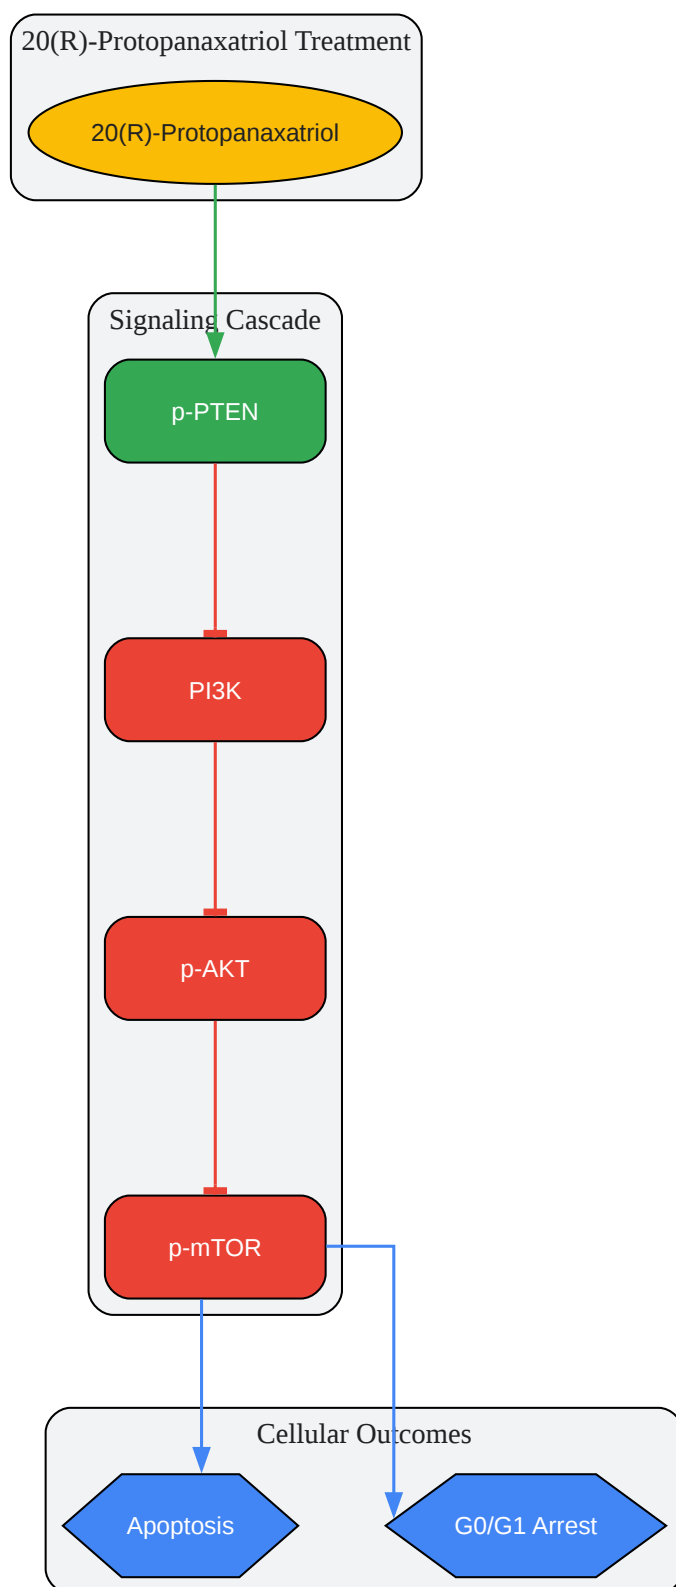 20(R)-Protopanaxatriol Treatment
20(R)-Protopanaxatriol
Signaling Cascade
p-PTEN
PI3K
p-AKT
p-mTOR
Cellular Outcomes
Apoptosis
G0/G1 Arrest